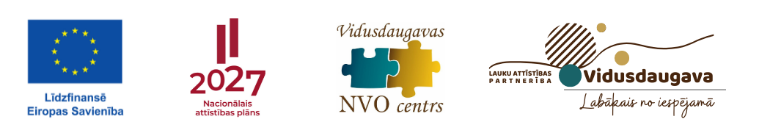 Līdzfinansē
Eiropas Savienība
2027
Nacionālais
attīstības plāns
Vidusdaugavas
NVO centrs
LAUKU ATTĪSTĪBAS
PARTNERĪBA
Vidusdaugava
Labākais no iespējamā